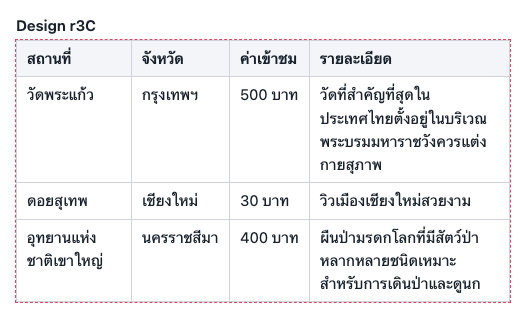 Design r3C
สถานที่ จังหวัด ค่าเข้าชม รายละเอียด
วัดพระแก้ว กรุงเทพฯ 500 บาท วัดที่สำคัญที่สุดใน
ประเทศไทยตั้งอยู่ในบริเวณ
พระบรมมหาราชวังควรแต่ง
กายสุภาพ
ดอยสุเทพ เชียงใหม่ 30 บาท วิวเมืองเชียงใหม่สวยงาม
อุทยานแห่ง นครราชสีมา 400 บาท ผืนป่ามรดกโลกที่มีสัตว์ป่า
ชาติเขาใหญ่ หลากหลายชนิดเหมาะ
สำหรับการเดินป่าและดูนก